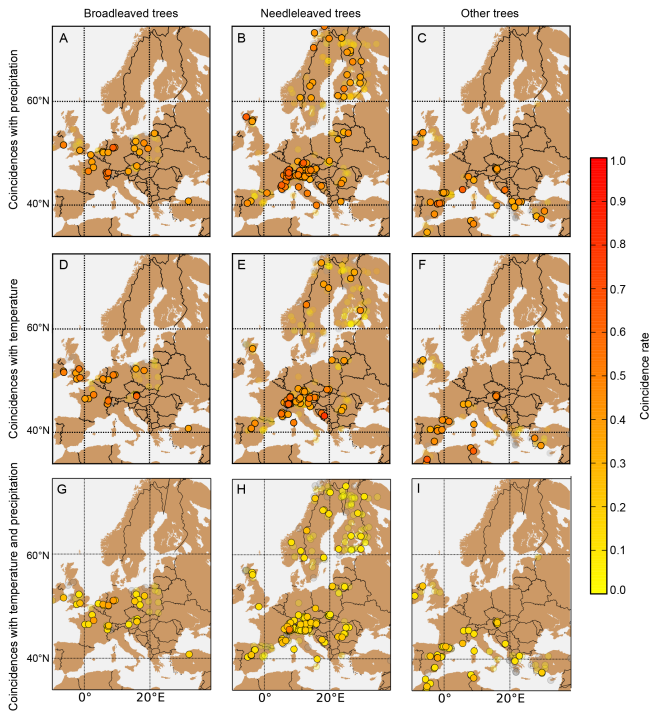 Broadleaved trees Needleleaved trees Other trees
Coincidences with precipitation
A B C
60°N
40°N
Coincidences with temperature
D E F
60°N
40°N
Coincidences with temperature and precipitation
G H I
60°N
40°N
0° 20°E 0° 20°E 0° 20°E
1.0
0.9
0.8
0.7
0.6
0.5
0.4
0.3
0.2
0.1
0.0
Coincidence rate